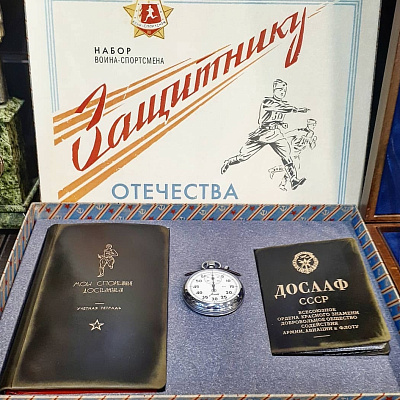 НАБОР
ВОИНА-СПОРТСМЕНА
Защитнику
ОТЕЧЕСТВА
МОИ СПОРТИВНЫЕ
ДОСТИЖЕНИЯ
УЧЕТНАЯ ТЕТРАДЬ
ДОСААФ
СССР
ВСЕСОЮЗНОЕ
ОРДЕНА КРАСНОГО ЗНАМЕНИ
ДОБРОВОЛЬНОЕ ОБЩЕСТВО
СОДЕЙСТВИЯ
АРМИИ, АВИАЦИИ И ФЛОТУ